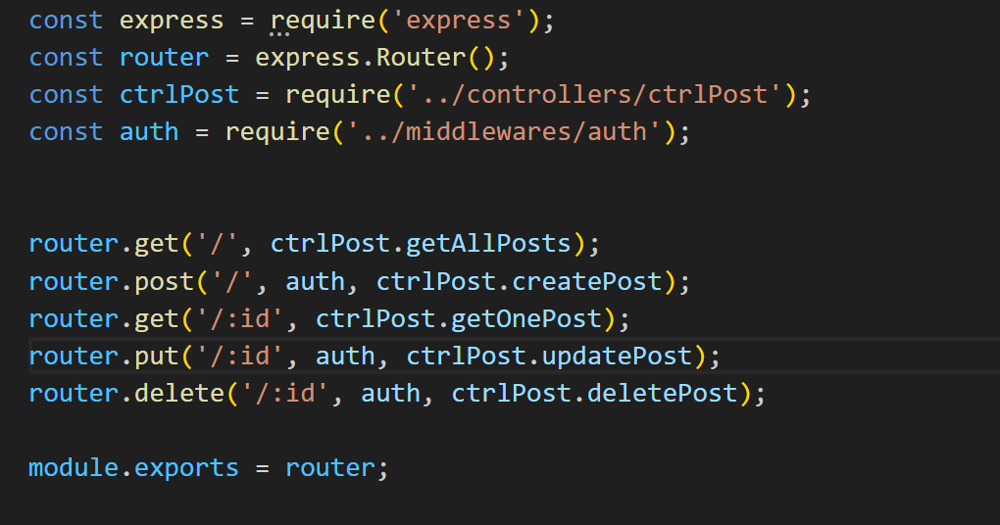 const express = require('express');
const router = express.Router();
const ctrlPost = require('../controllers/ctrlPost');
const auth = require('../middlewares/auth');
router.get('/', ctrlPost.getAllPosts);
router.post('/', auth, ctrlPost.createPost);
router.get('/:id', ctrlPost.getOnePost);
router.put('/:id', auth, ctrlPost.updatePost);
router.delete('/:id', auth, ctrlPost.deletePost);
module.exports = router;